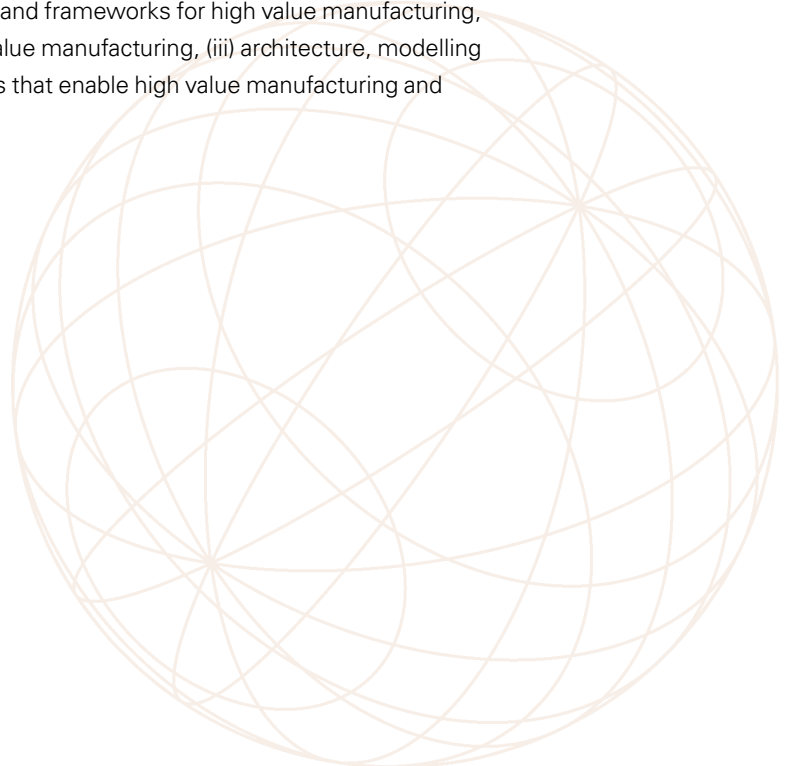 and frameworks for high value manufacturing,
alue manufacturing, (iii) architecture, modelling
s that enable high value manufacturing and